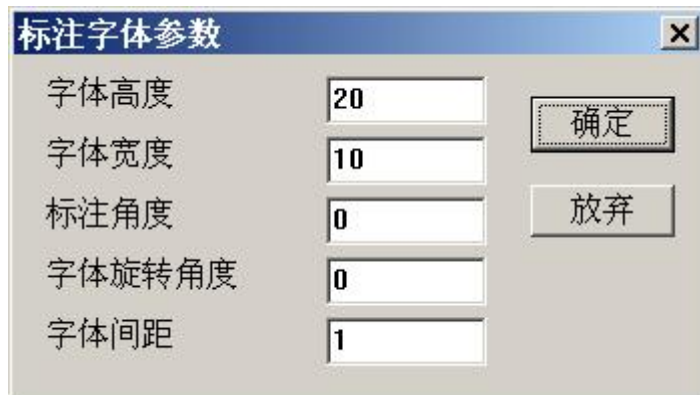 标注字体参数
字体高度 20
确定
字体宽度 10
标注角度 0
放弃
字体旋转角度 0
字体间距 1